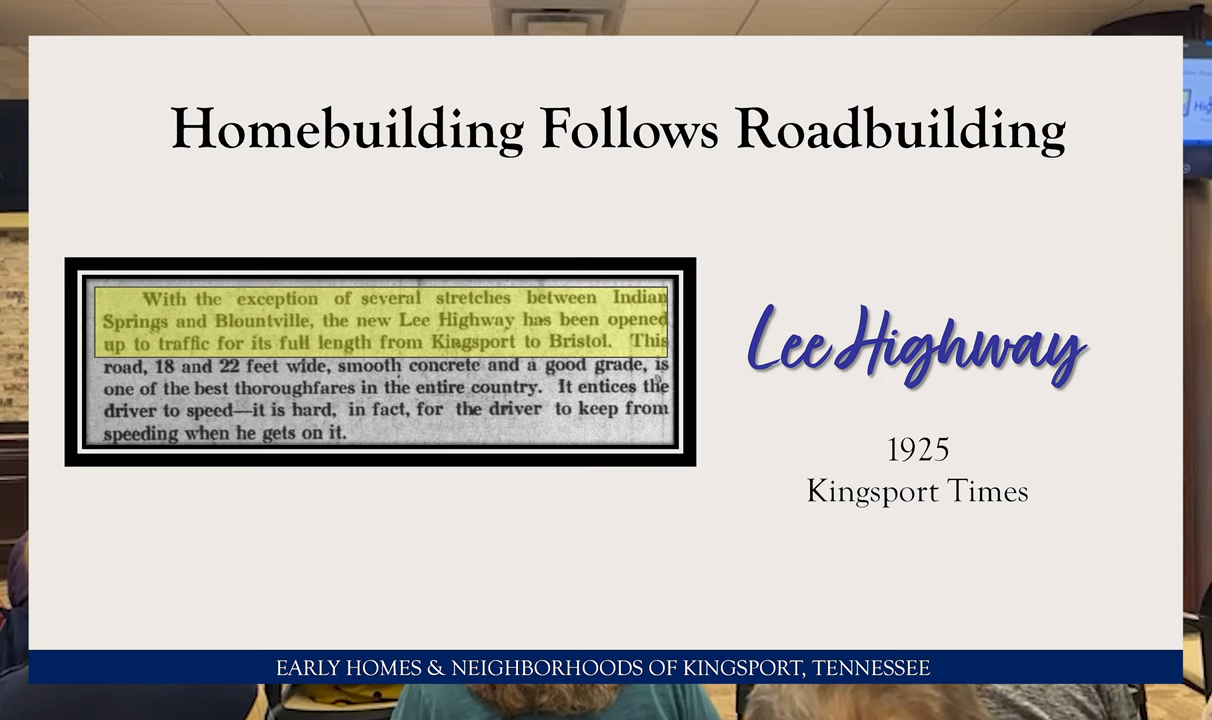 Homebuilding Follows Roadbuilding
With the exception of several stretches between Indian
Springs and Blountville, the new Lee Highway has been opened
up to traffic for its full length from Kingsport to Bristol. This
road, 18 and 22 feet wide, smooth concrete and a good grade, is
one of the best thoroughfares in the entire country. It entices the
driver to speed—it is hard, in fact, for the driver to keep from
speeding when he gets on it.
Lee Highway
1925
Kingsport Times
EARLY HOMES & NEIGHBORHOODS OF KINGSPORT, TENNESSEE